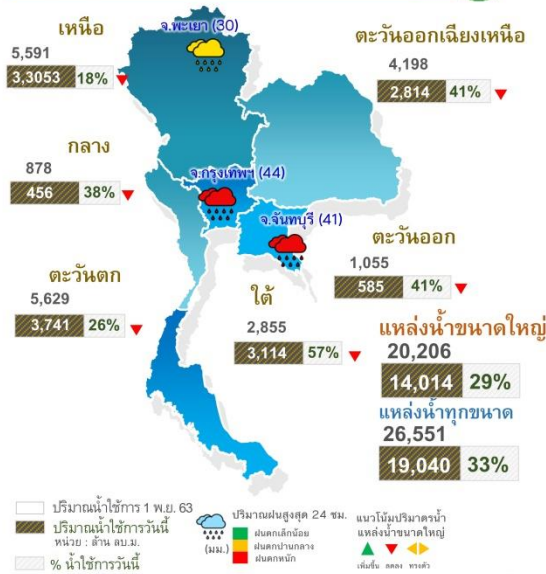 เหนือ
5,591
3,3053 18%
จ.พะเยา (30)
ตะวันออกเฉียงเหนือ
4,198
2,814 41%
กลาง
878
456 38%
จ.กรุงเทพฯ (44)
จ.จันทบุรี (41)
ตะวันออก
1,055
585 41%
ตะวันตก
5,629
3,741 26%
ใต้
2,855
3,114 57%
แหล่งน้ำขนาดใหญ่
20,206
14,014 29%
แหล่งน้ำทุกขนาด
26,551
19,040 33%
ปริมาณน้ำใช้การ 1 พ.ย. 63
ปริมาณน้ำใช้การวันนี้
หน่วย : ล้าน ลบ.ม.
% น้ำใช้การวันนี้
ปริมาณฝนสูงสุด 24 ชม.
(มม.)
ฝนตกเล็กน้อย
ฝนตกปานกลาง
ฝนตกหนัก
แนวโน้มปริมาตรน้ำ
แหล่งน้ำขนาดใหญ่
เพิ่มขึ้น ลดลง ทรงตัว